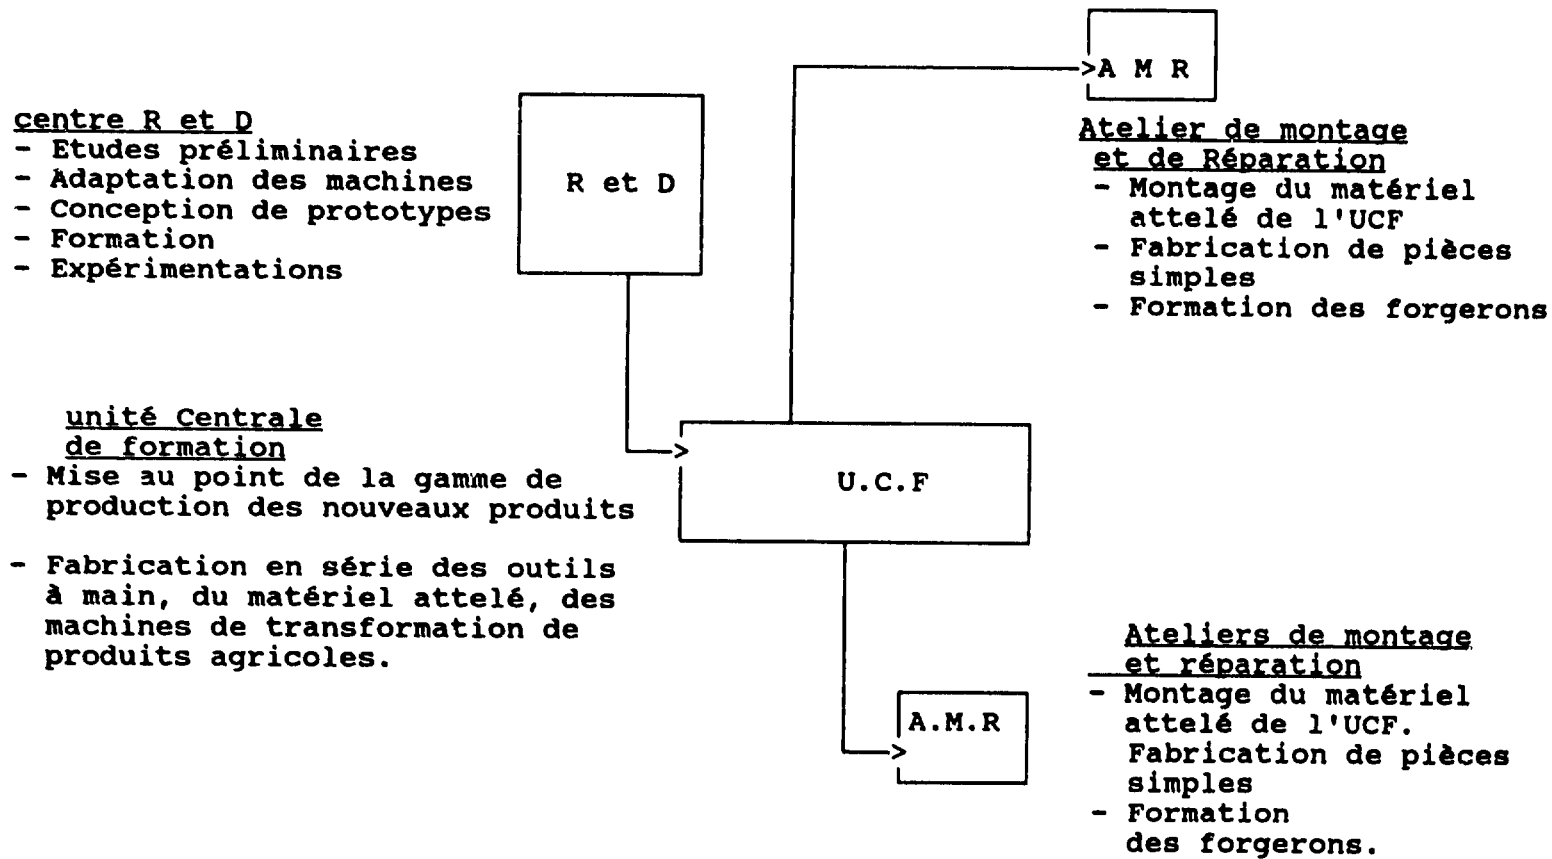 centre R et D
- Etudes préliminaires
- Adaptation des machines
- Conception de prototypes
- Formation
- Expérimentations
R et D
>A M R
Atelier de montage
et de Réparation
- Montage du matériel
attelé de l'UCF
- Fabrication de pièces
simples
- Formation des forgerons
unité Centrale
de formation
- Mise au point de la gamme de
production des nouveaux produits
- Fabrication en série des outils
à main, du matériel attelé, des
machines de transformation de
produits agricoles.
>
U.C.F
A.M.R
>
Ateliers de montage
et réparation
- Montage du matériel
attelé de l'UCF.
Fabrication de pièces
simples
- Formation
des forgerons.